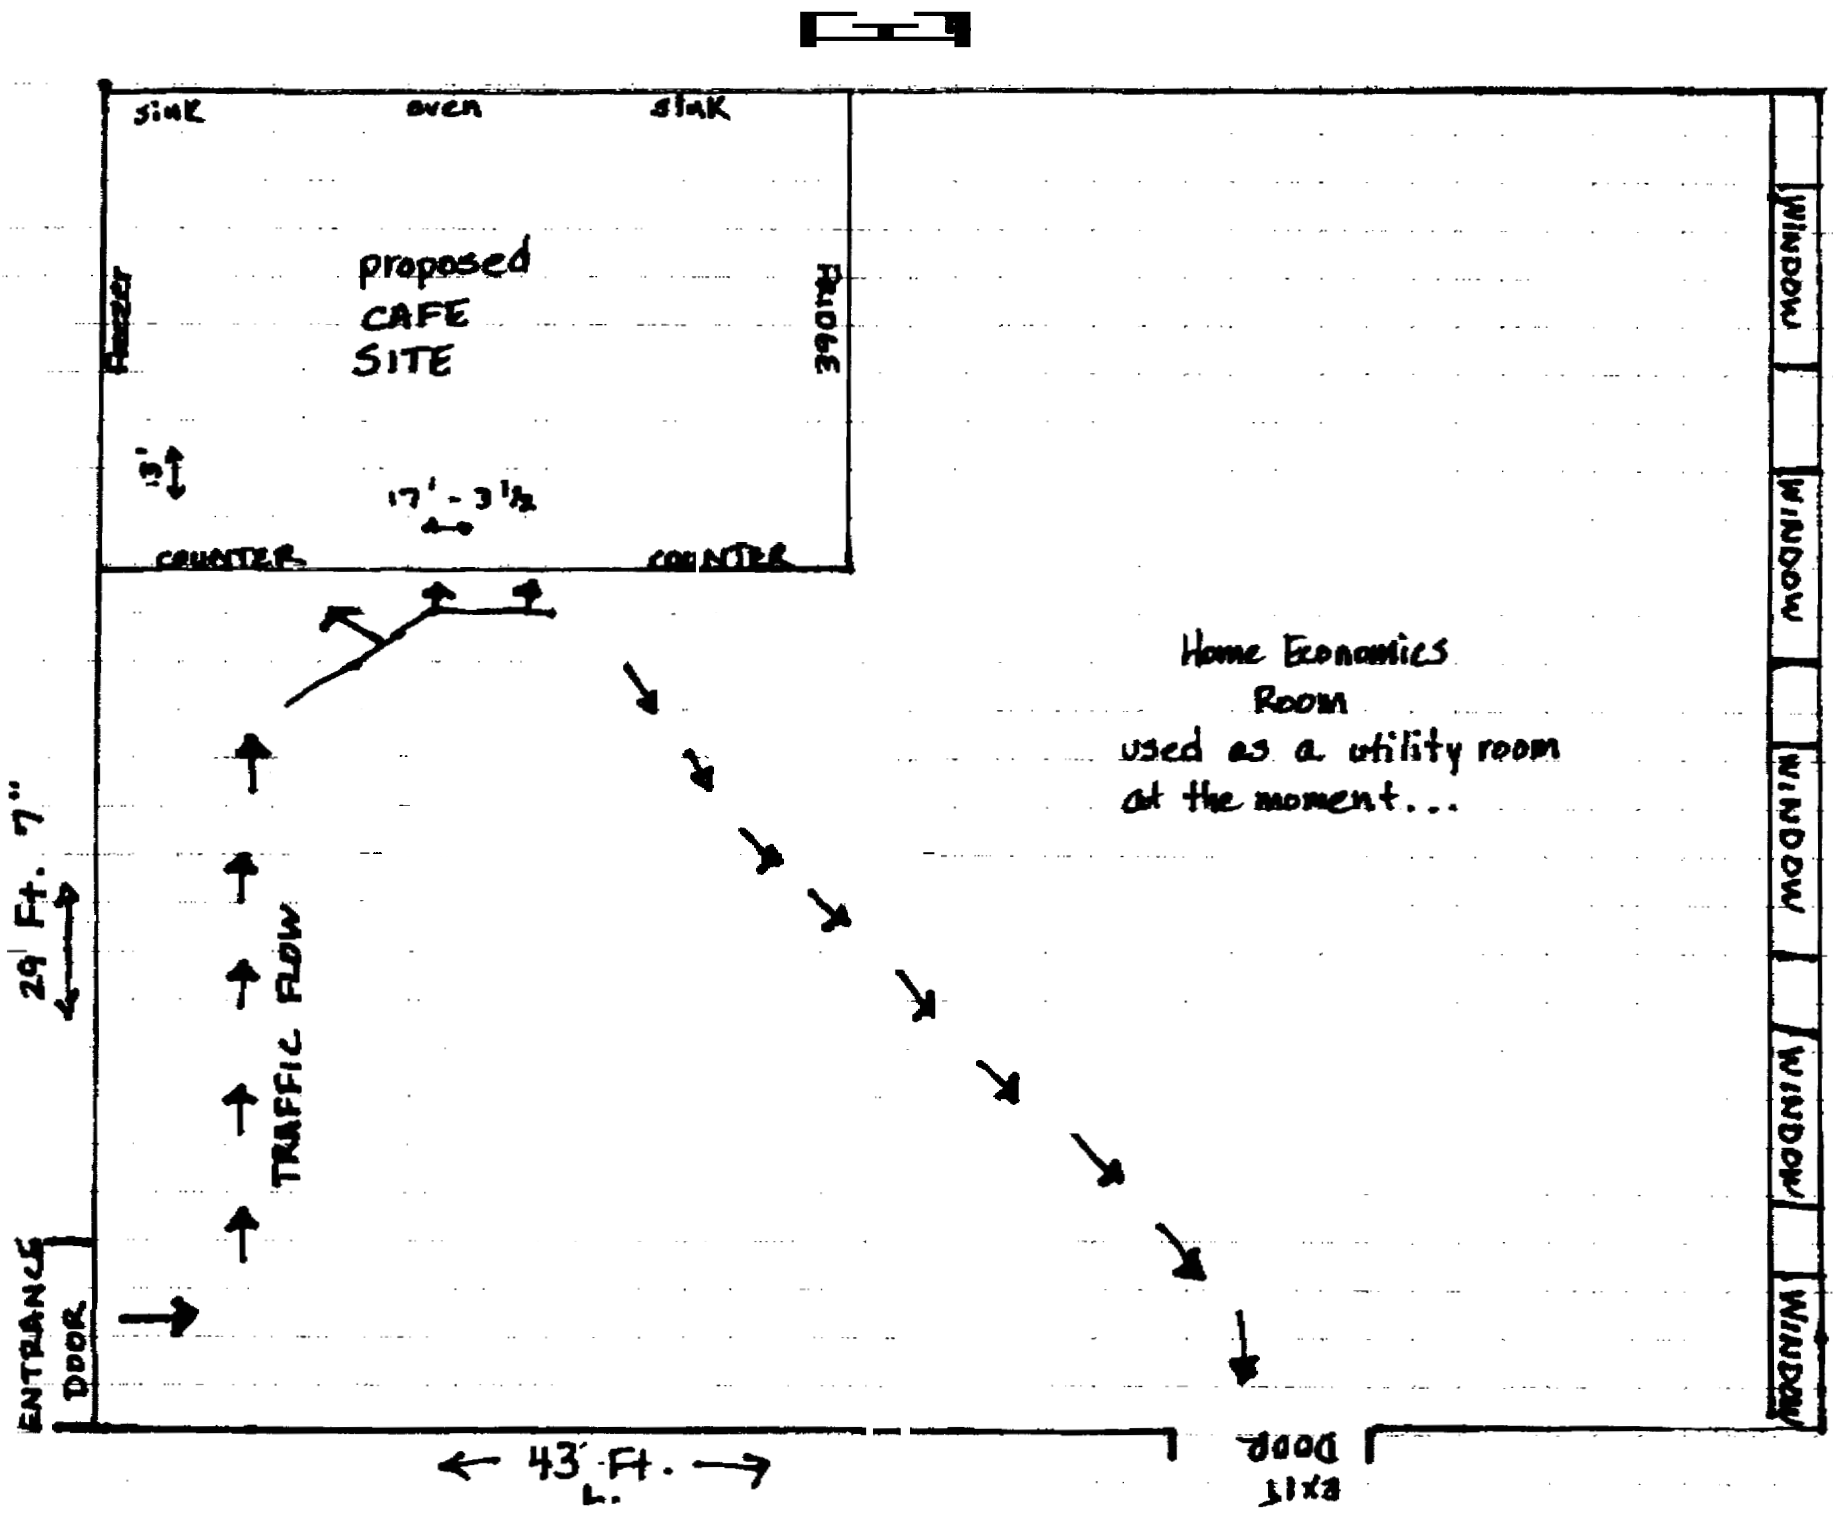 sink oven sink
proposed
CAFE
SITE
Freezer
FRIDGE
13'
17' - 3 1/2
COUNTER COUNTER
Home Economics
Room
used as a utility room
at the moment...
TRAFFIC FLOW
29 Ft. 7"
ENTRANCE
DOOR
43 Ft.
L.
EXIT
DOOR
WINDOW
WINDOW
WINDOW
WINDOW
WINDOW